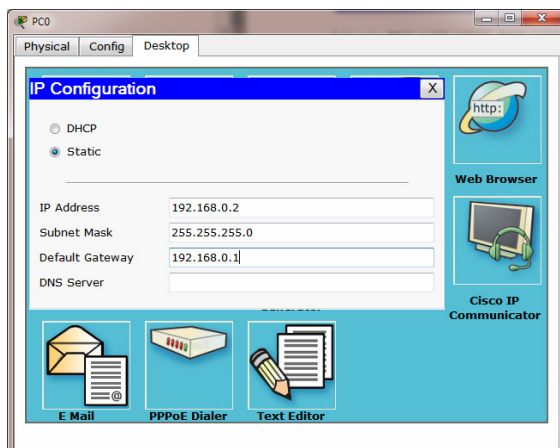 PC0
Physical Config Desktop
IP Configuration X
http:
DHCP
Static
Web Browser
IP Address 192.168.0.2
Subnet Mask 255.255.255.0
Default Gateway 192.168.0.1
DNS Server
Cisco IP
Communicator
@
E Mail PPPoE Dialer Text Editor